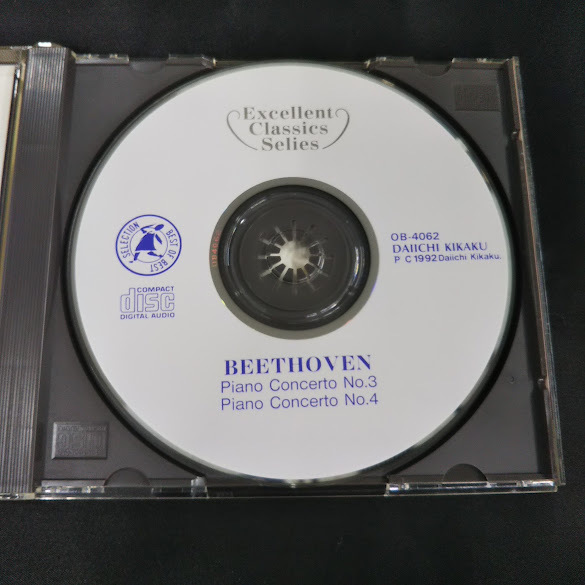 Excellent
Classics
Selies
SELECTION BEST OF BEST
COMPACT
disc
DIGITAL AUDIO
OB-4062
DAIICHI KIKAKU
P C 1992 Daiichi Kikaku.
BEETHOVEN
Piano Concerto No.3
Piano Concerto No.4